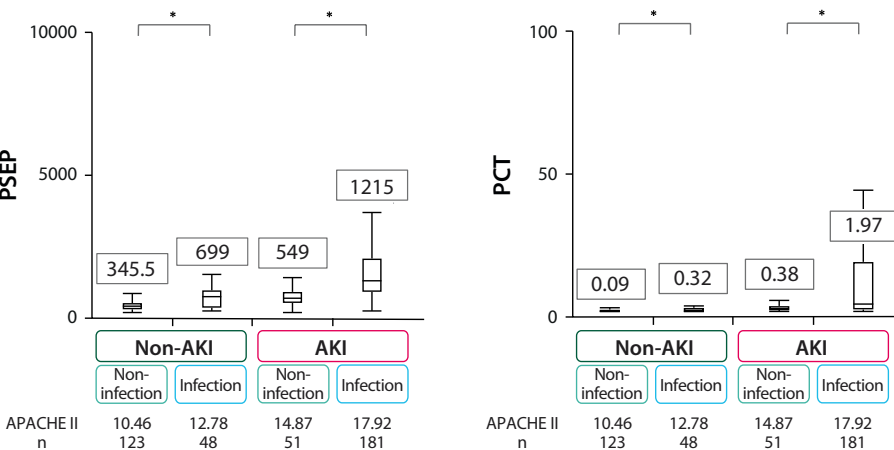 *
*
10000
PSEP
5000
0
345.5
699
549
1215
Non-AKI
AKI
Non-
infection
Infection
Non-
infection
Infection
APACHE II 10.46 12.78 14.87 17.92
n 123 48 51 181
*
*
100
PCT
50
0
0.09
0.32
0.38
1.97
Non-AKI
AKI
Non-
infection
Infection
Non-
infection
Infection
APACHE II 10.46 12.78 14.87 17.92
n 123 48 51 181